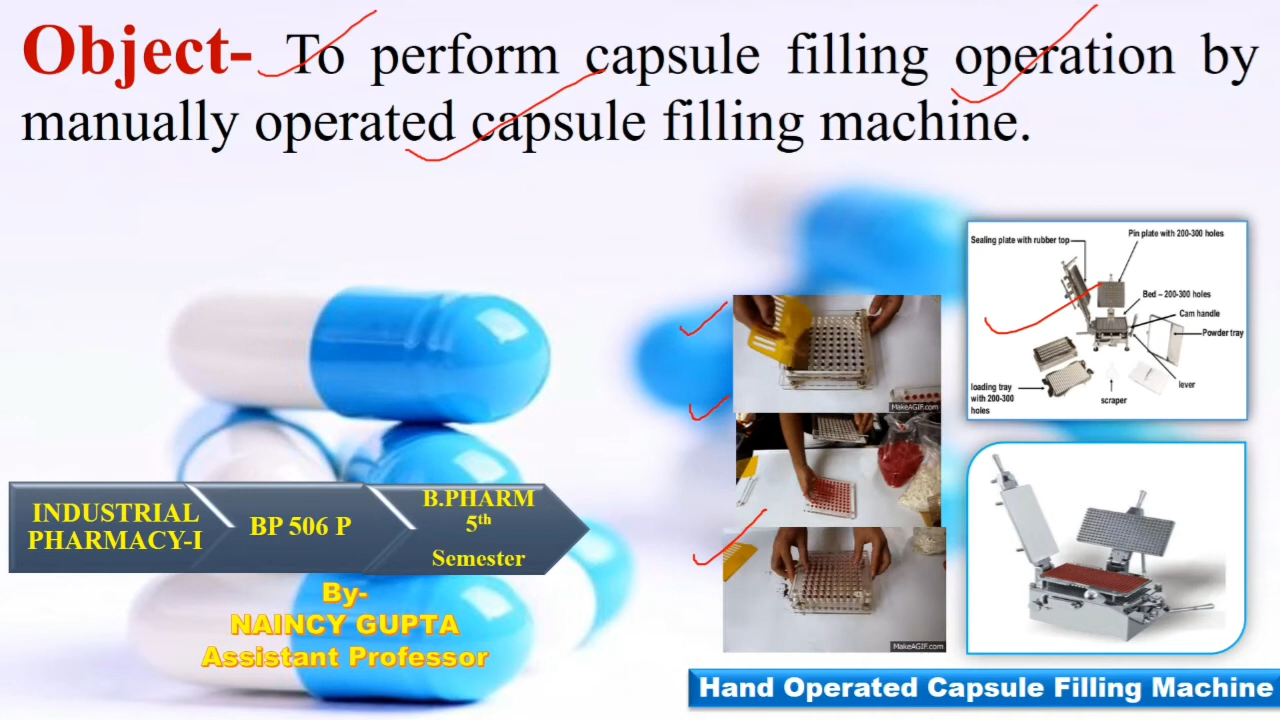 Object- To perform capsule filling operation by
manually operated capsule filling machine.
Sealing plate with rubber top
Pin plate with 200-300 holes
Bed – 200-300 holes
Cam handle
Powder tray
lever
scraper
loading tray
with 200-300
holes
MakeAGIF.com
MakeAGIF.com
INDUSTRIAL
PHARMACY-I
BP 506 P
B.PHARM
5th
Semester
By-
NAINCY GUPTA
Assistant Professor
Hand Operated Capsule Filling Machine